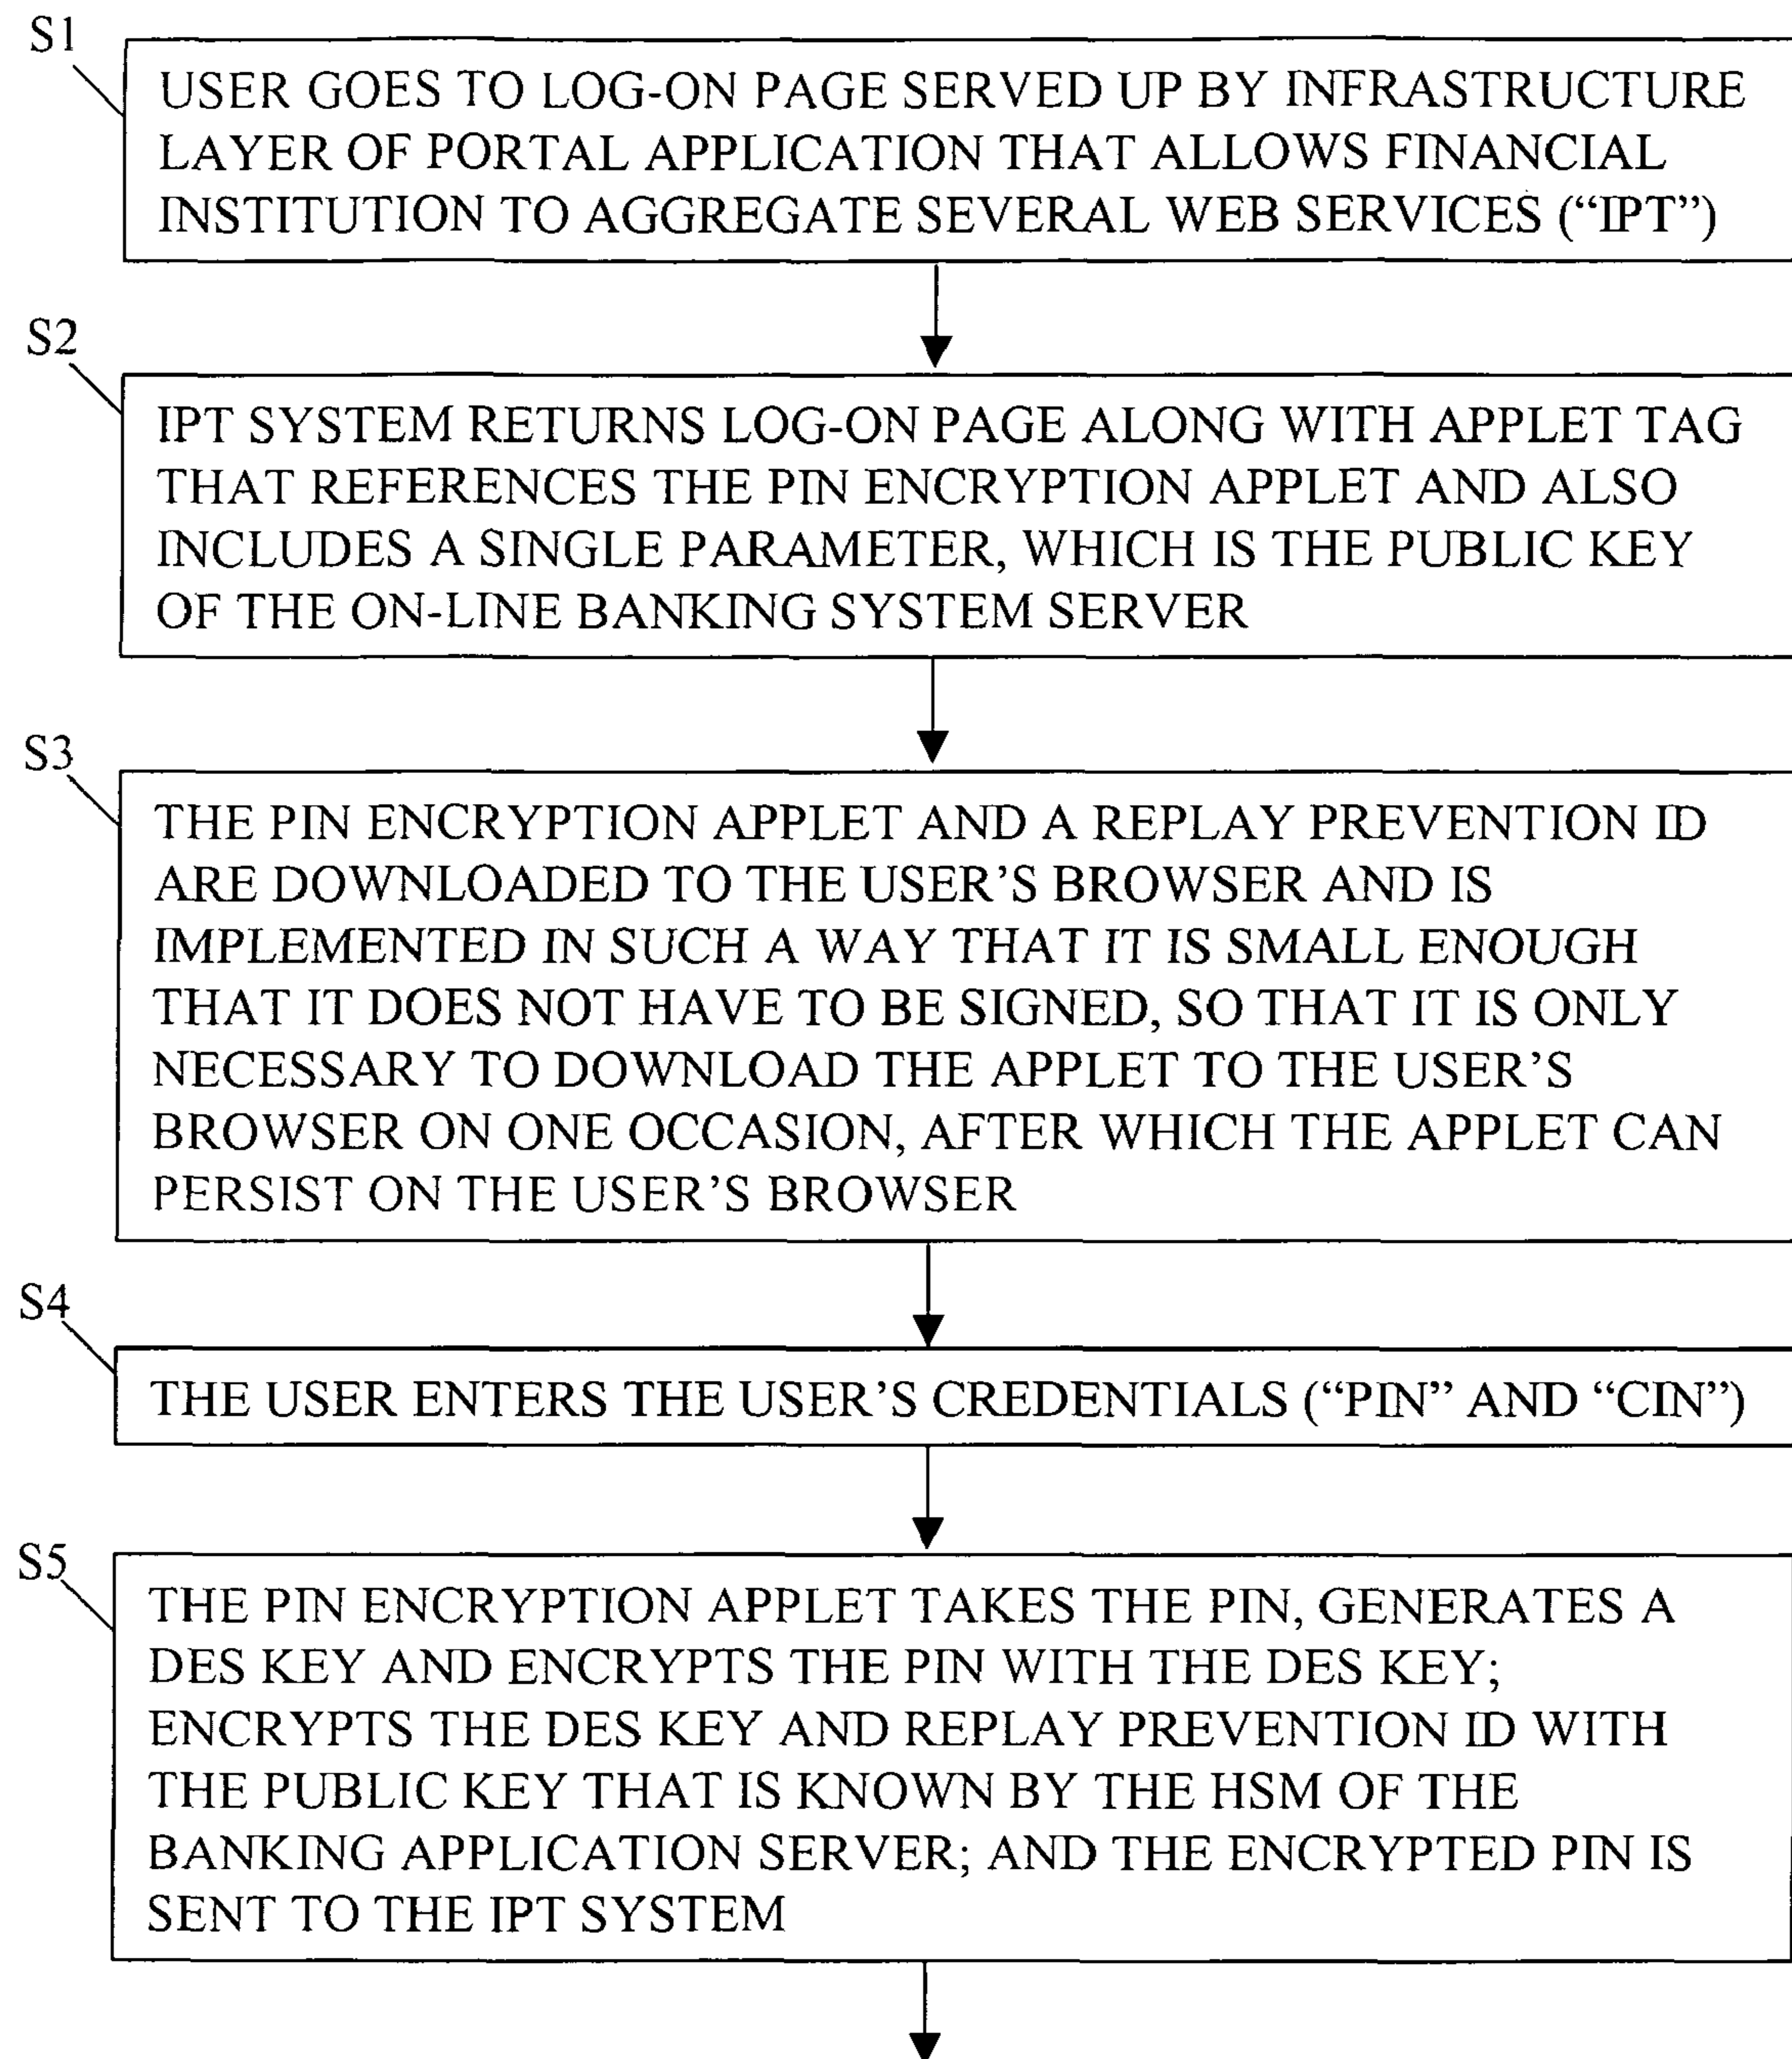 S1
USER GOES TO LOG-ON PAGE SERVED UP BY INFRASTRUCTURE
LAYER OF PORTAL APPLICATION THAT ALLOWS FINANCIAL
INSTITUTION TO AGGREGATE SEVERAL WEB SERVICES (“IPT”)
S2
IPT SYSTEM RETURNS LOG-ON PAGE ALONG WITH APPLET TAG
THAT REFERENCES THE PIN ENCRYPTION APPLET AND ALSO
INCLUDES A SINGLE PARAMETER, WHICH IS THE PUBLIC KEY
OF THE ON-LINE BANKING SYSTEM SERVER
S3
THE PIN ENCRYPTION APPLET AND A REPLAY PREVENTION ID
ARE DOWNLOADED TO THE USER’S BROWSER AND IS
IMPLEMENTED IN SUCH A WAY THAT IT IS SMALL ENOUGH
THAT IT DOES NOT HAVE TO BE SIGNED, SO THAT IT IS ONLY
NECESSARY TO DOWNLOAD THE APPLET TO THE USER’S
BROWSER ON ONE OCCASION, AFTER WHICH THE APPLET CAN
PERSIST ON THE USER’S BROWSER
S4
THE USER ENTERS THE USER’S CREDENTIALS (“PIN” AND “CIN”)
S5
THE PIN ENCRYPTION APPLET TAKES THE PIN, GENERATES A
DES KEY AND ENCRYPTS THE PIN WITH THE DES KEY;
ENCRYPTS THE DES KEY AND REPLAY PREVENTION ID WITH
THE PUBLIC KEY THAT IS KNOWN BY THE HSM OF THE
BANKING APPLICATION SERVER; AND THE ENCRYPTED PIN IS
SENT TO THE IPT SYSTEM